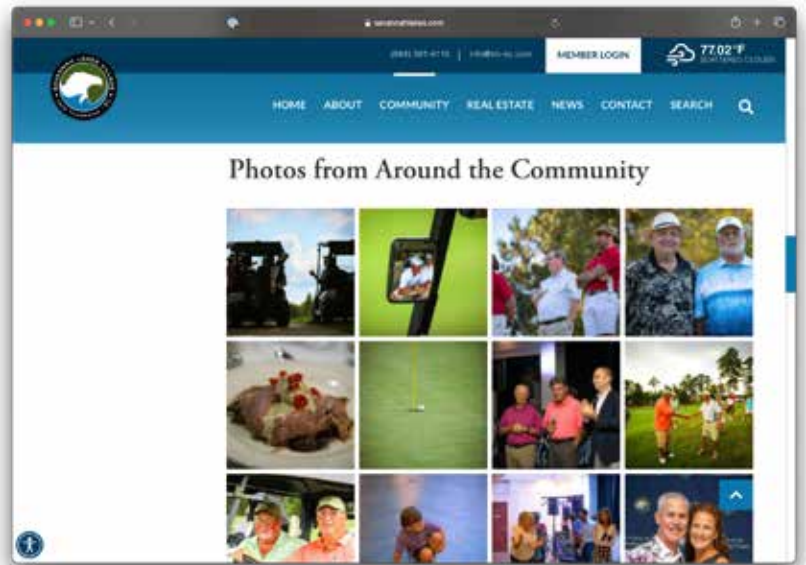 MEMBER LOGIN
77.02°F
SCATTERED CLOUDS
HOME ABOUT COMMUNITY REAL ESTATE NEWS CONTACT SEARCH
Photos from Around the Community